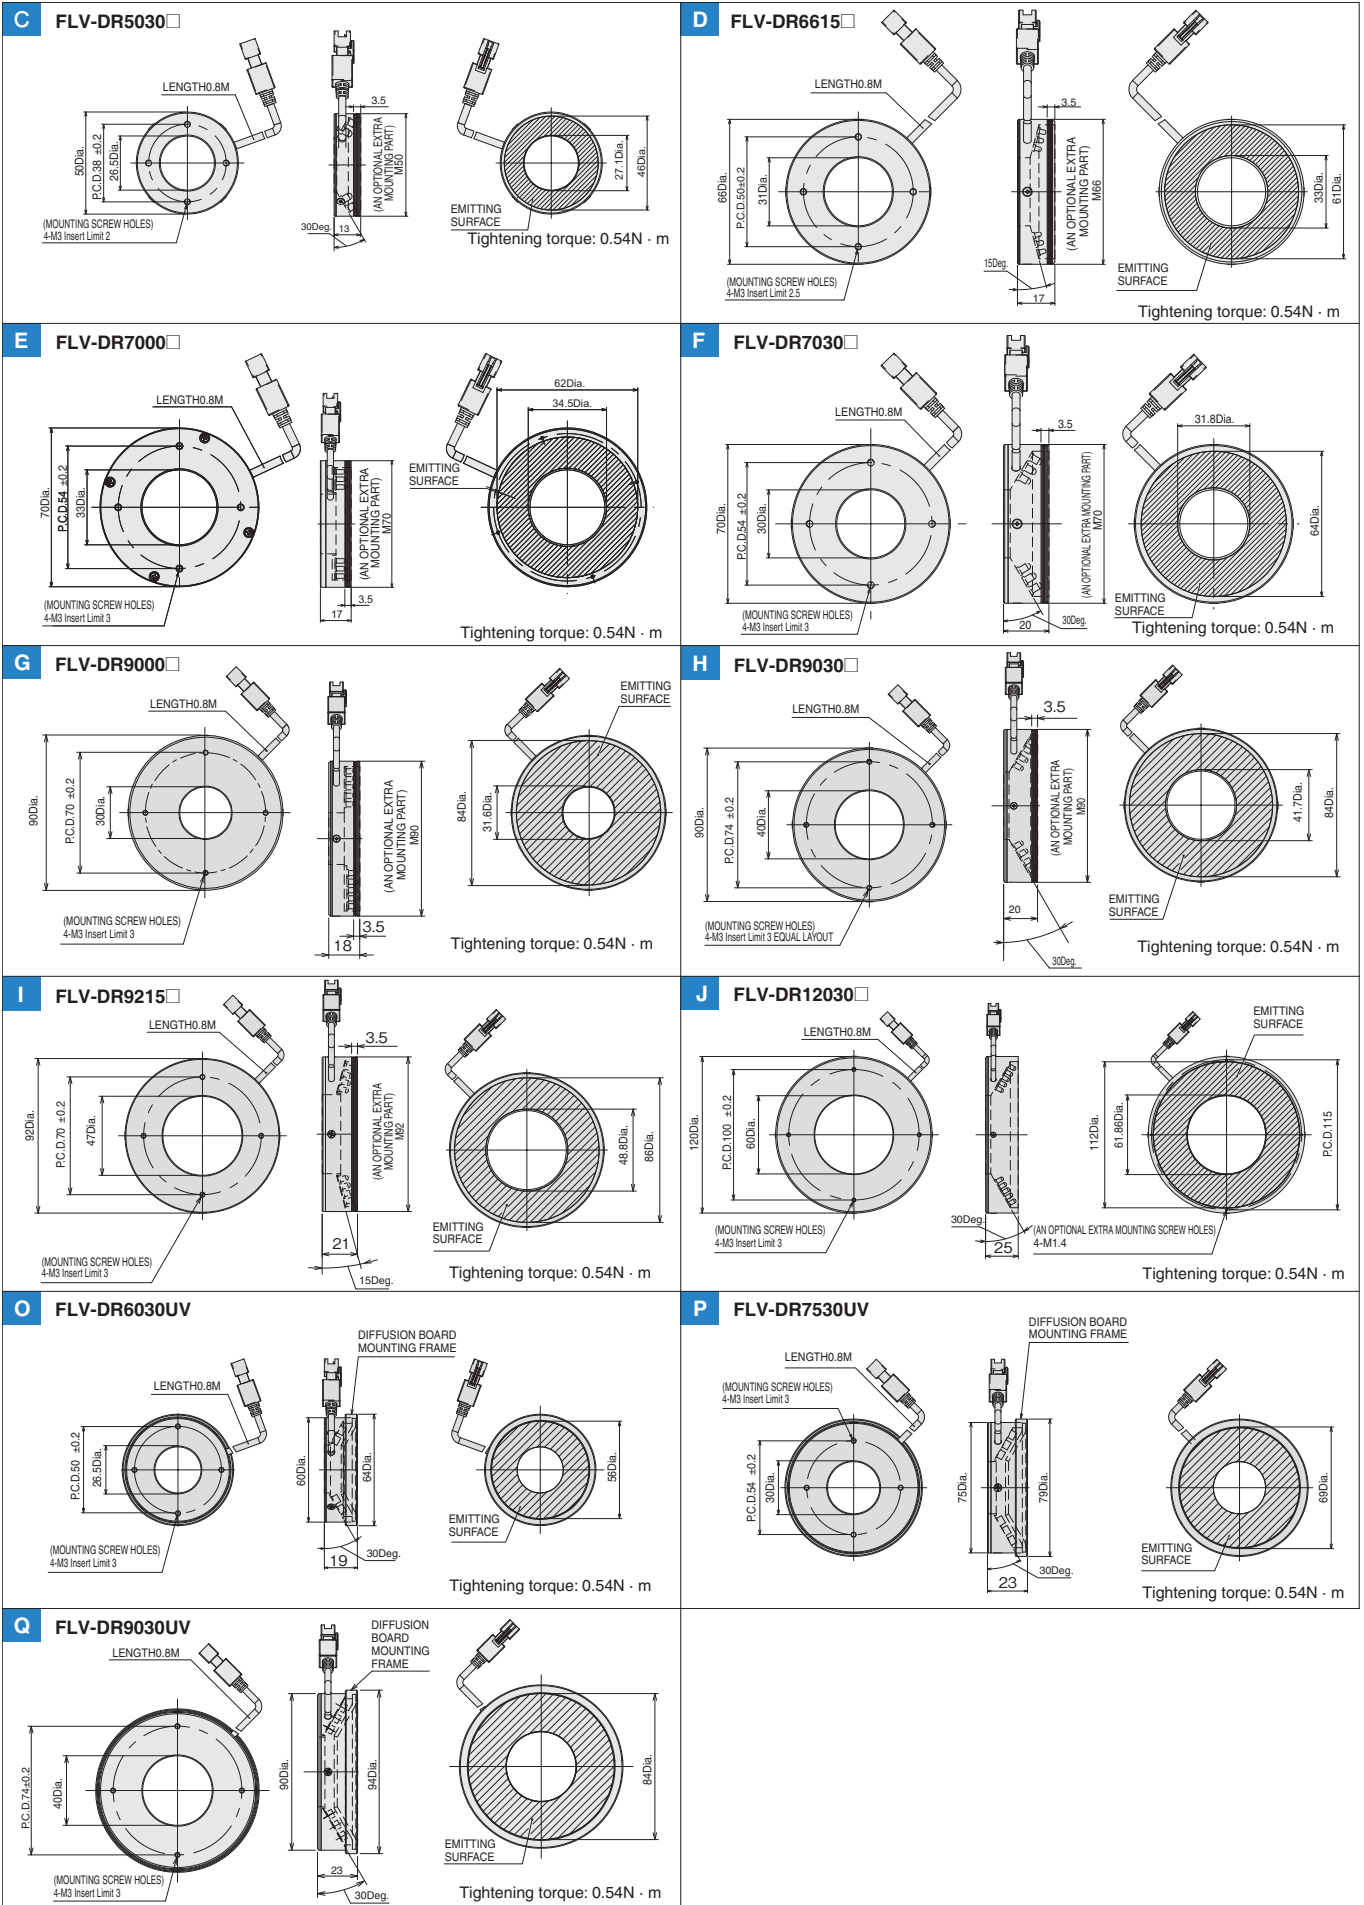 C FLV-DR5030□
LENGTH0.8M
3.5
50Dia.
P.C.D.38 ±0.2
26.5Dia.
(AN OPTIONAL EXTRA
MOUNTING PART)
M50
27.1Dia.
46Dia.
(MOUNTING SCREW HOLES)
4-M3 Insert Limit 2
30Deg.
13
EMITTING
SURFACE
Tightening torque: 0.54N · m
D FLV-DR6615□
LENGTH0.8M
3.5
66Dia.
P.C.D.50±0.2
31Dia.
(AN OPTIONAL EXTRA
MOUNTING PART)
M66
33Dia.
61Dia.
(MOUNTING SCREW HOLES)
4-M3 Insert Limit 2.5
15Deg.
17
EMITTING
SURFACE
Tightening torque: 0.54N · m
E FLV-DR7000□
LENGTH0.8M
62Dia.
34.5Dia.
70Dia.
P.C.D.54 ±0.2
33Dia.
(AN OPTIONAL EXTRA
MOUNTING PART)
M70
EMITTING
SURFACE
(MOUNTING SCREW HOLES)
4-M3 Insert Limit 3
3.5
17
Tightening torque: 0.54N · m
F FLV-DR7030□
LENGTH0.8M
3.5
31.8Dia.
70Dia.
P.C.D.54 ±0.2
30Dia.
(AN OPTIONAL EXTRA MOUNTING PART)
M70
64Dia.
(MOUNTING SCREW HOLES)
4-M3 Insert Limit 3
20
30Deg.
EMITTING
SURFACE
Tightening torque: 0.54N · m
G FLV-DR9000□
LENGTH0.8M
EMITTING
SURFACE
90Dia.
P.C.D.70 ±0.2
30Dia.
(AN OPTIONAL EXTRA
MOUNTING PART)
M90
84Dia.
31.6Dia.
(MOUNTING SCREW HOLES)
4-M3 Insert Limit 3
3.5
18
Tightening torque: 0.54N · m
H FLV-DR9030□
LENGTH0.8M
3.5
90Dia.
P.C.D.74 ±0.2
40Dia.
(AN OPTIONAL EXTRA
MOUNTING PART)
M90
41.7Dia.
84Dia.
(MOUNTING SCREW HOLES)
4-M3 Insert Limit 3 EQUAL LAYOUT
20
30Deg.
EMITTING
SURFACE
Tightening torque: 0.54N · m
I FLV-DR9215□
LENGTH0.8M
3.5
92Dia.
P.C.D.70 ±0.2
47Dia.
(AN OPTIONAL EXTRA
MOUNTING PART)
M92
48.8Dia.
86Dia.
(MOUNTING SCREW HOLES)
4-M3 Insert Limit 3
21
15Deg.
EMITTING
SURFACE
Tightening torque: 0.54N · m
J FLV-DR12030□
LENGTH0.8M
EMITTING
SURFACE
120Dia.
P.C.D.100 ±0.2
60Dia.
112Dia.
61.86Dia.
P.C.D.115
(MOUNTING SCREW HOLES)
4-M3 Insert Limit 3
30Deg.
25
(AN OPTIONAL EXTRA MOUNTING SCREW HOLES)
4-M1.4
Tightening torque: 0.54N · m
O FLV-DR6030UV
DIFFUSION BOARD
MOUNTING FRAME
LENGTH0.8M
P.C.D.50 ±0.2
26.5Dia.
60Dia.
64Dia.
56Dia.
(MOUNTING SCREW HOLES)
4-M3 Insert Limit 3
19
30Deg.
EMITTING
SURFACE
Tightening torque: 0.54N · m
P FLV-DR7530UV
DIFFUSION BOARD
MOUNTING FRAME
LENGTH0.8M
(MOUNTING SCREW HOLES)
4-M3 Insert Limit 3
P.C.D.54 ±0.2
30Dia.
75Dia.
79Dia.
69Dia.
23
30Deg.
EMITTING
SURFACE
Tightening torque: 0.54N · m
Q FLV-DR9030UV
DIFFUSION
BOARD
MOUNTING
FRAME
LENGTH0.8M
P.C.D.74±0.2
40Dia.
90Dia.
94Dia.
84Dia.
(MOUNTING SCREW HOLES)
4-M3 Insert Limit 3
23
30Deg.
EMITTING
SURFACE
Tightening torque: 0.54N · m